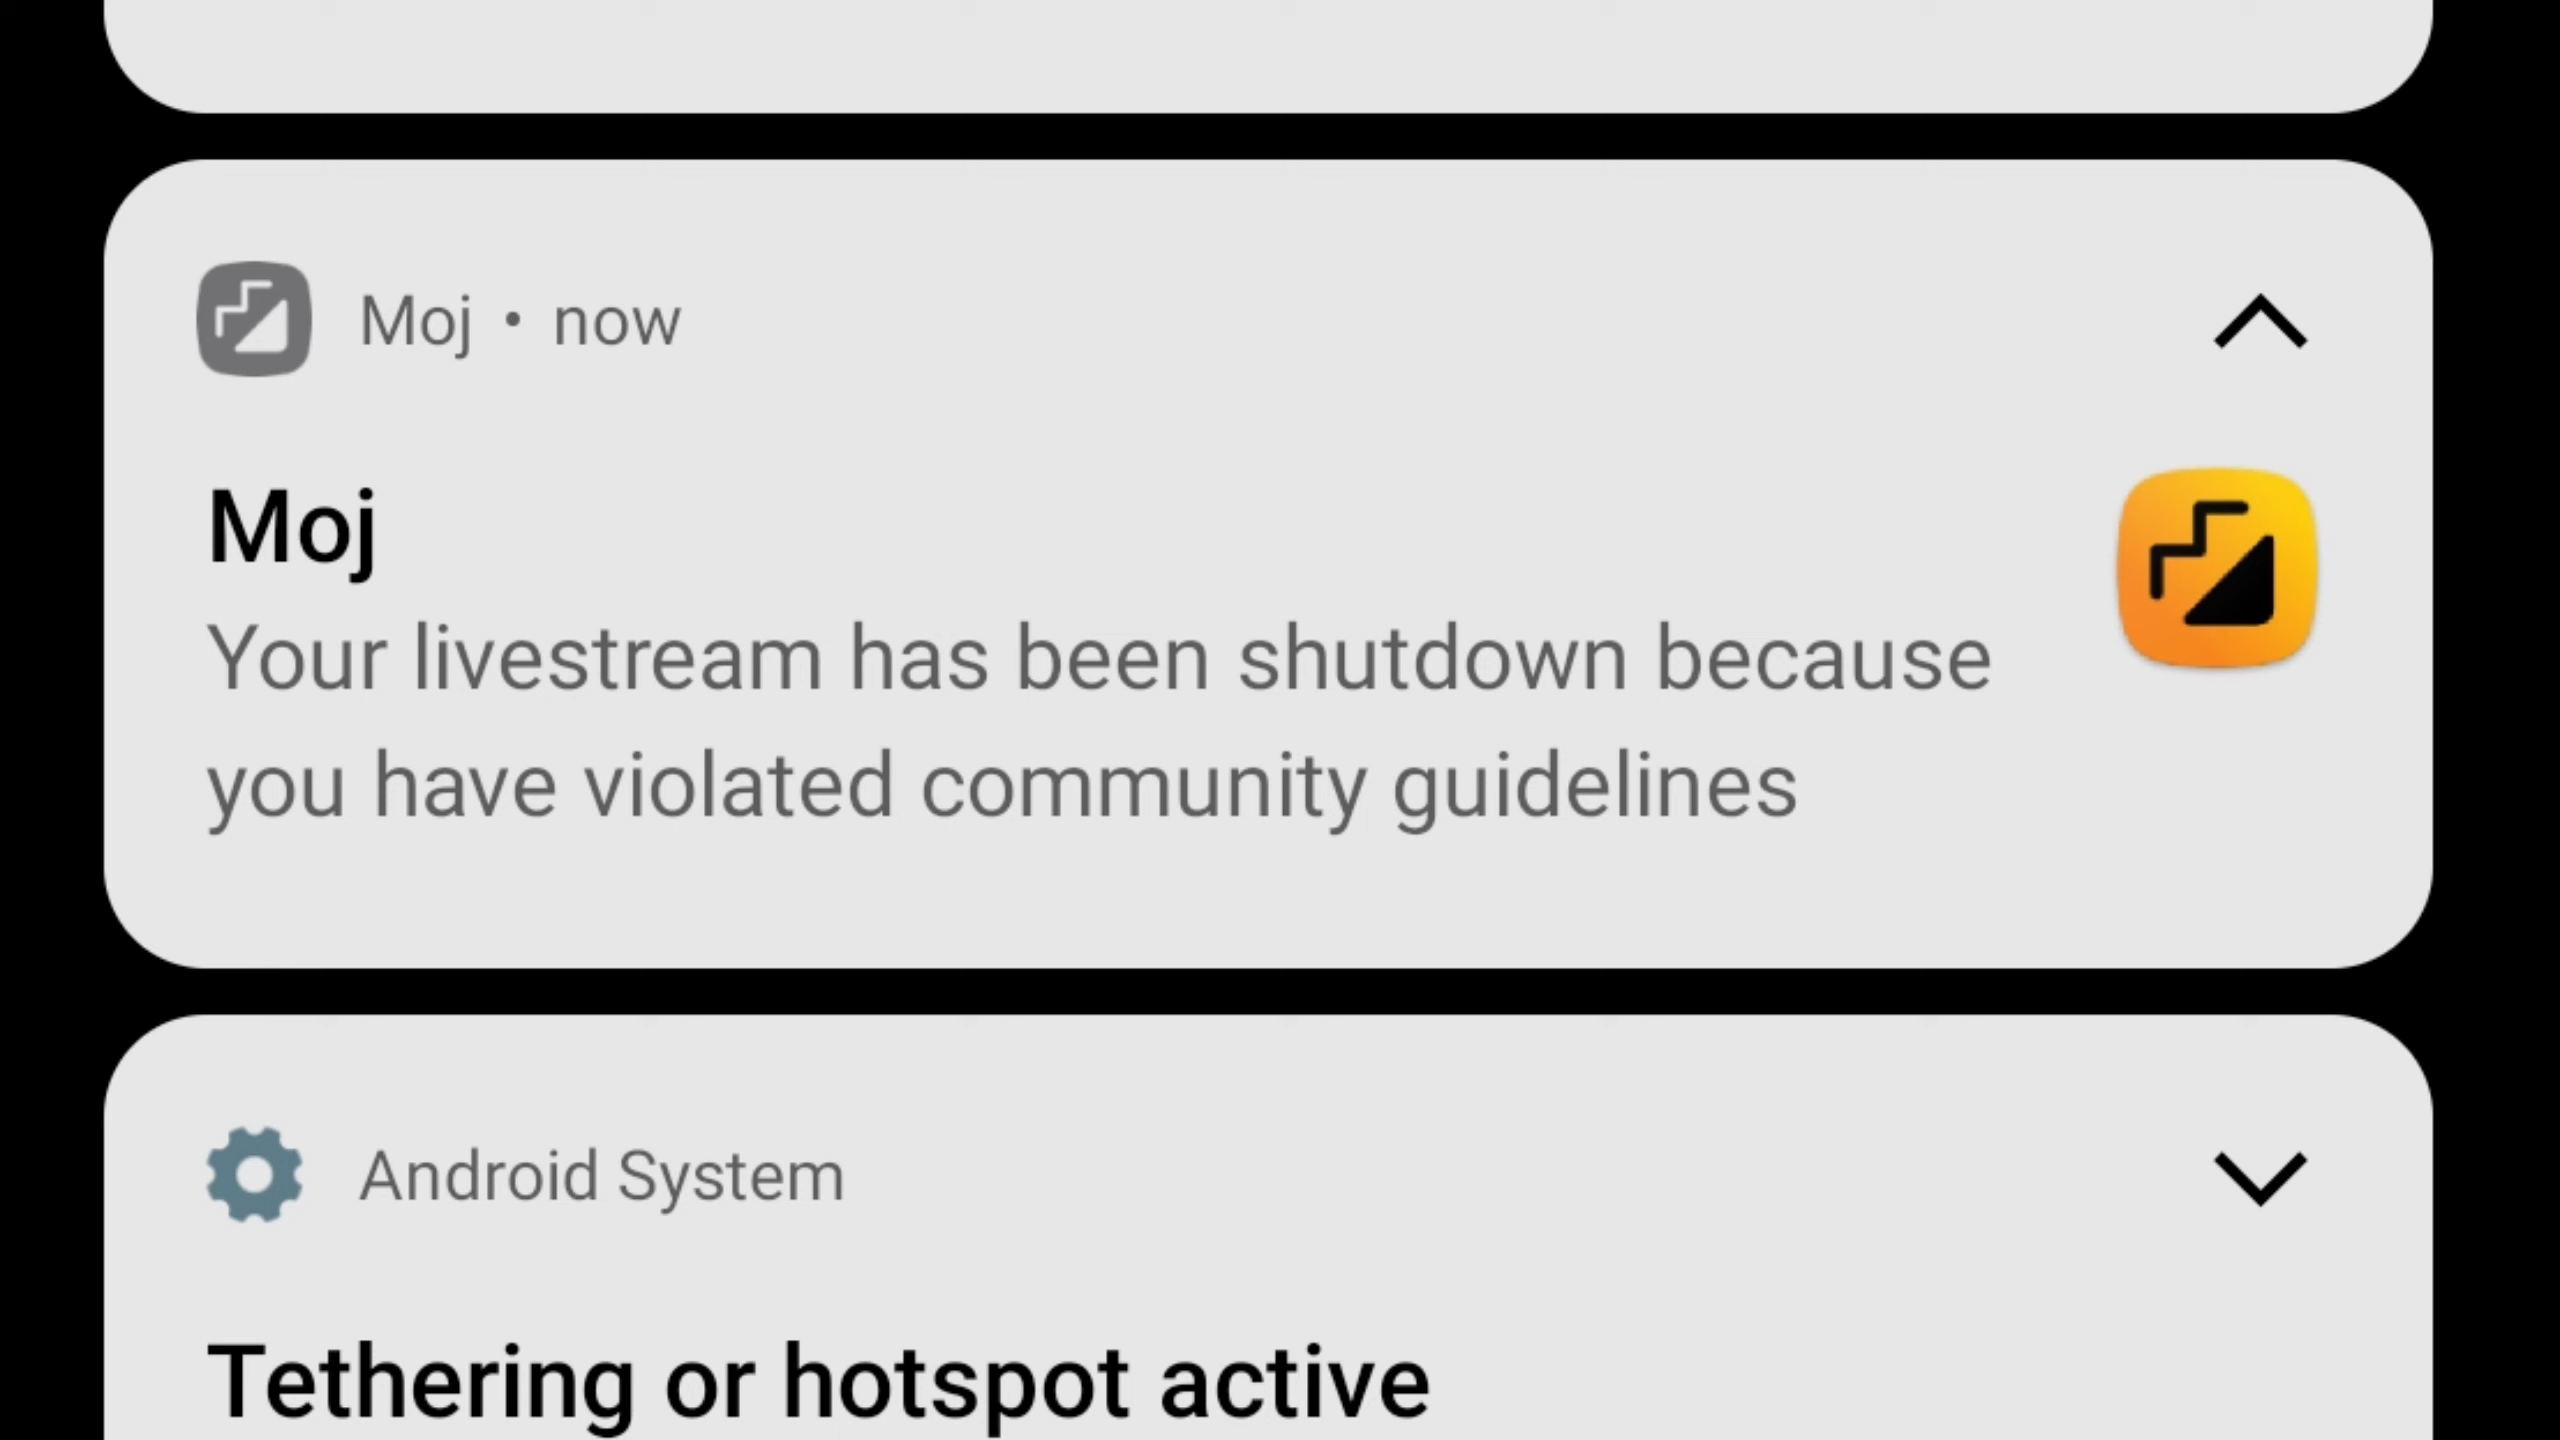 Moj • now
Moj
Your livestream has been shutdown because
you have violated community guidelines
Android System
Tethering or hotspot active